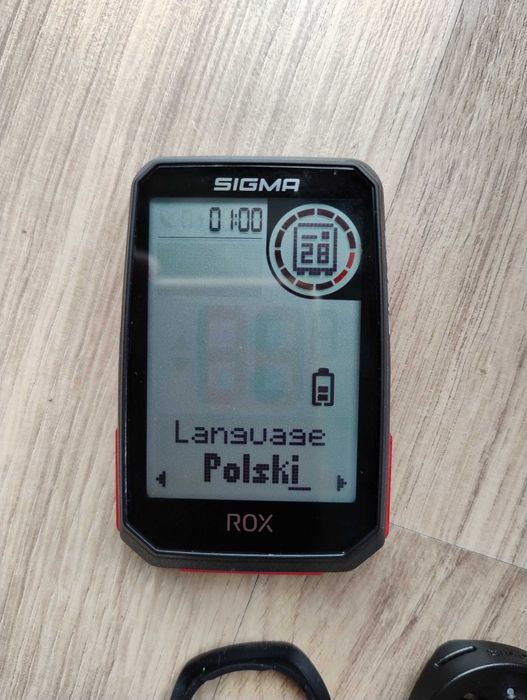 SIGMA
01:00
28
Language
Polski
ROX